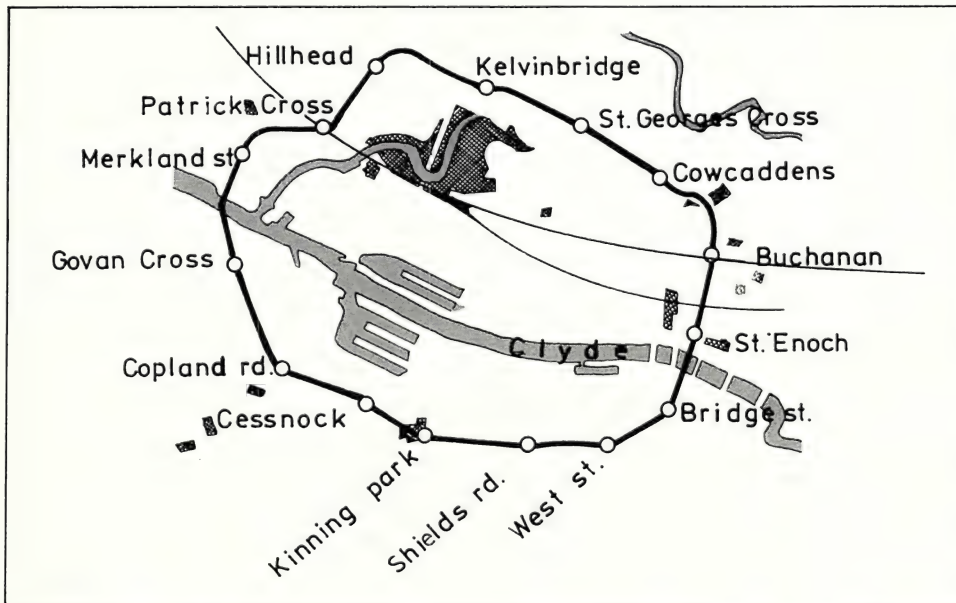 Hillhead
Kelvinbridge
Patrick Cross
St. Georges Cross
Merkland st
Cowcaddens
Govan Cross
Buchanan
Clyde
St. Enoch
Copland rd.
Cessnock
Bridge st.
Kinning park
Shields rd.
West st.